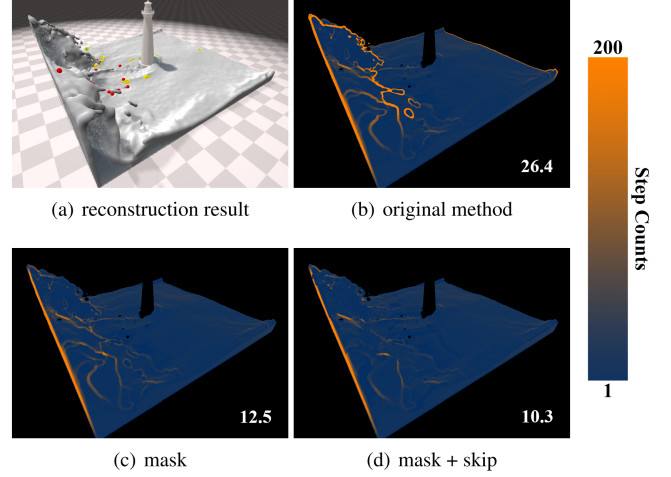 (a) reconstruction result
26.4
(b) original method
12.5
(c) mask
10.3
(d) mask + skip
200
Step Counts
1